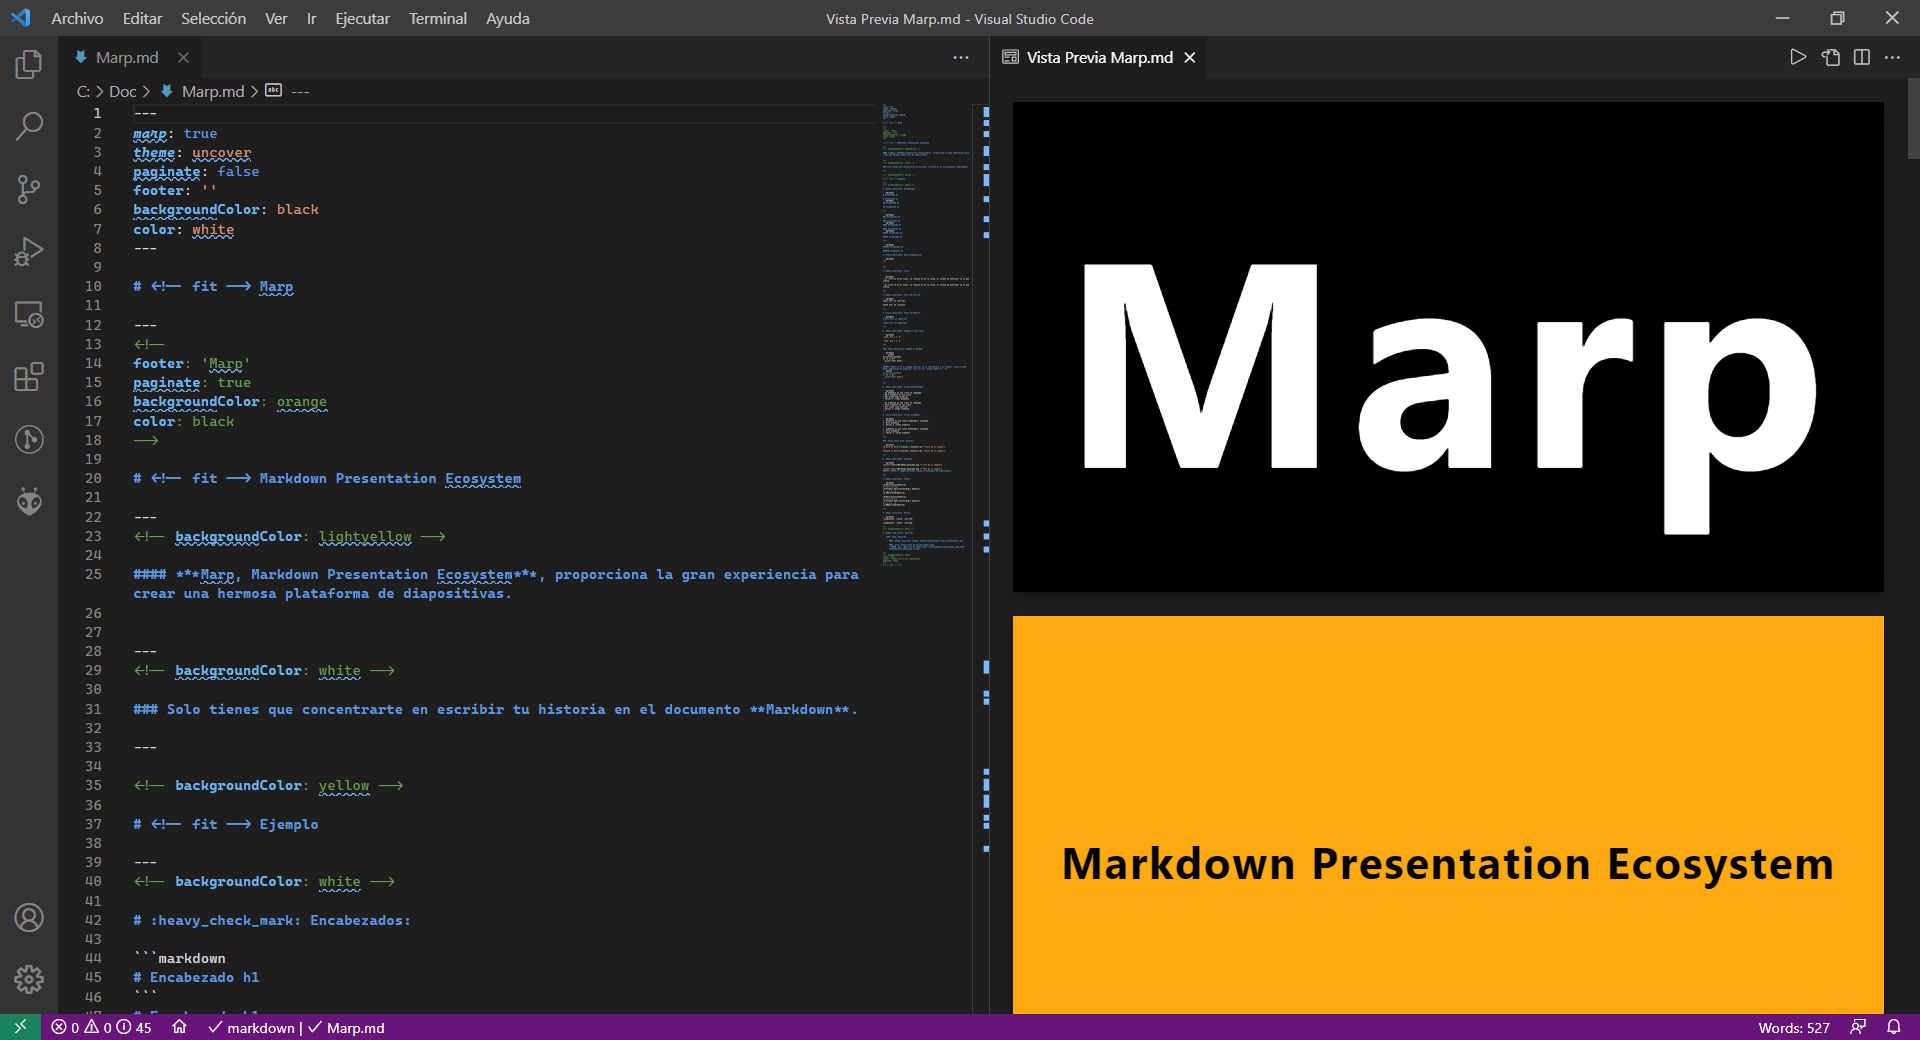 Archivo Editar Selección Ver Ir Ejecutar Terminal Ayuda
Vista Previa Marp.md - Visual Studio Code
Marp.md
Vista Previa Marp.md
C: > Doc > Marp.md > abc ---
1 ---
2 marp: true
3 theme: uncover
4 paginate: false
5 footer: ''
6 backgroundColor: black
7 color: white
8 ---
9
10 # <!-- fit --> Marp
11
12 ---
13 <!--
14 footer: 'Marp'
15 paginate: true
16 backgroundColor: orange
17 color: black
18 -->
19
20 # <!-- fit --> Markdown Presentation Ecosystem
21
22 ---
23 <!-- backgroundColor: lightyellow -->
24
25 #### ***Marp, Markdown Presentation Ecosystem***, proporciona la gran experiencia para
crear una hermosa plataforma de diapositivas.
26
27
28 ---
29 <!-- backgroundColor: white -->
30
31 ### Solo tienes que concentrarte en escribir tu historia en el documento **Markdown**.
32
33 ---
34
35 <!-- backgroundColor: yellow -->
36
37 # <!-- fit --> Ejemplo
38
39 ---
40 <!-- backgroundColor: white -->
41
42 # :heavy_check_mark: Encabezados:
43
44 ```markdown
45 # Encabezado h1
46 ```
Marp
Markdown Presentation Ecosystem
0 0 45 markdown | Marp.md
Words: 527